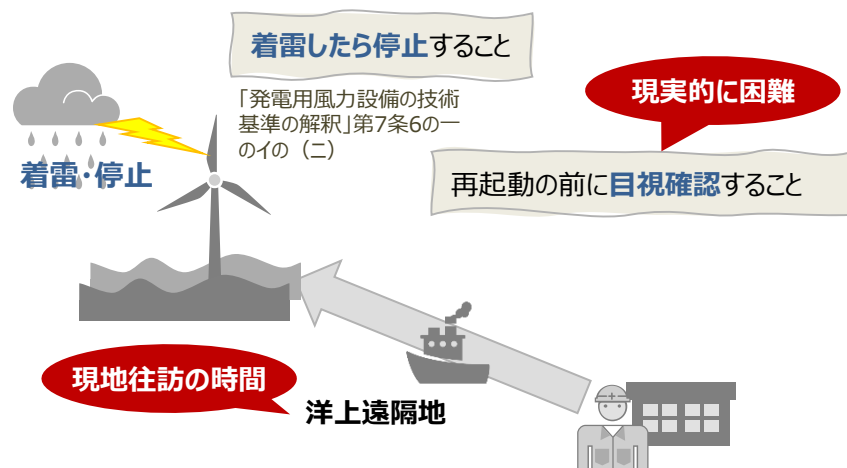 着雷したら停止すること
「発電用風力設備の技術
基準の解釈」第7条6の一
のイの（ニ）
現実的に困難
着雷・停止
再起動の前に目視確認すること
現地往訪の時間
洋上遠隔地